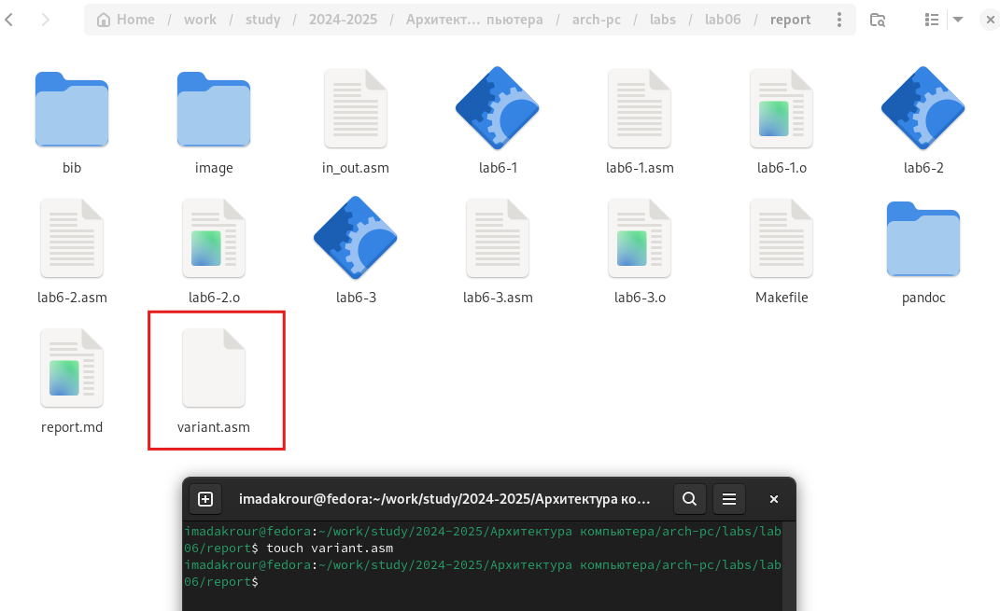 Home / work / study / 2024-2025 / Архитект... пьютера / arch-pc / labs / lab06 / report
bib image in_out.asm lab6-1 lab6-1.asm lab6-1.o lab6-2
lab6-2.asm lab6-2.o lab6-3 lab6-3.asm lab6-3.o Makefile pandoc
report.md variant.asm
imadakrour@fedora:~/work/study/2024-2025/Архитектура ко...
imadakrour@fedora:~/work/study/2024-2025/Архитектура компьютера/arch-pc/labs/lab
06/report$ touch variant.asm
imadakrour@fedora:~/work/study/2024-2025/Архитектура компьютера/arch-pc/labs/lab
06/report$